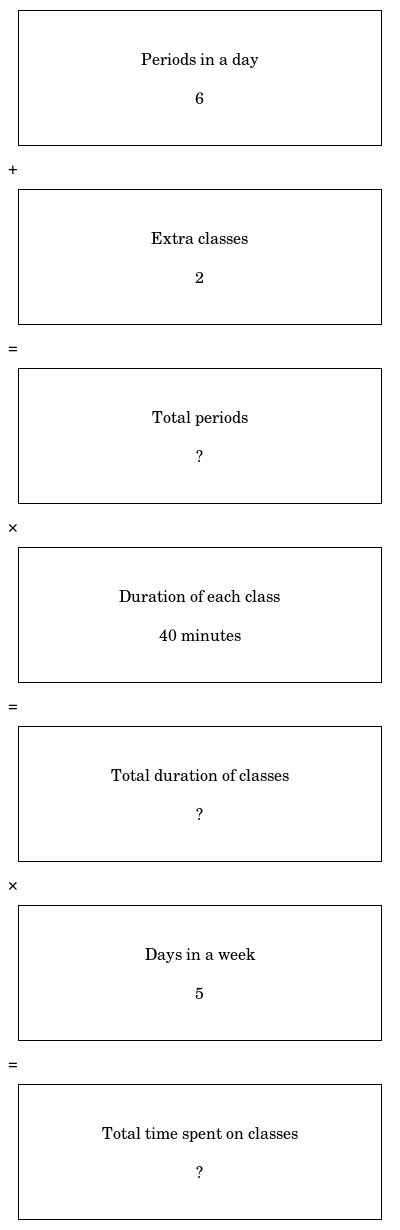 Periods in a day
6
+
Extra classes
2
=
Total periods
?
×
Duration of each class
40 minutes
=
Total duration of classes
?
×
Days in a week
5
=
Total time spent on classes
?